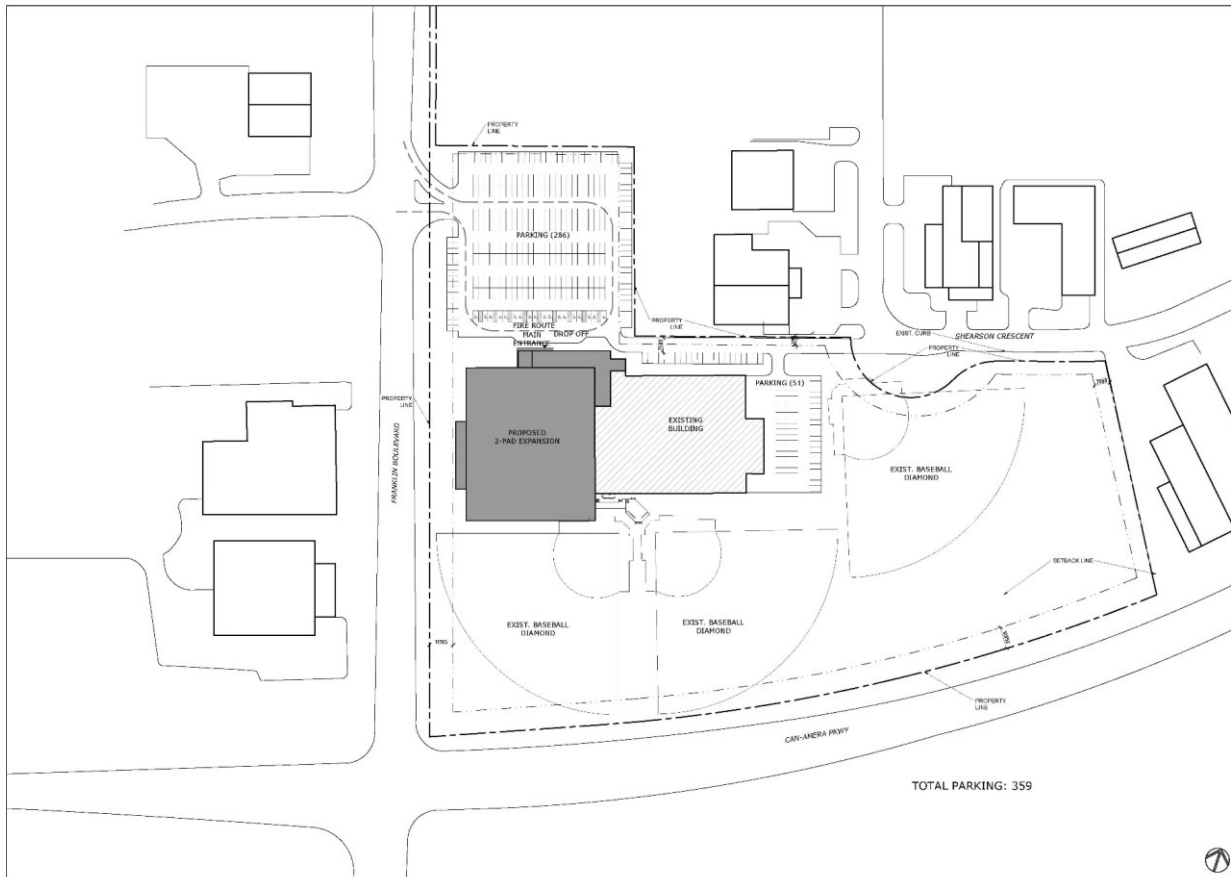 PROPERTY
LINE
PARKING (286)
FIRE ROUTE
MAIN
ENTRANCE
DROP OFF
PROPERTY
LINE
PROPERTY
LINE
EXIST. CURB
SHEARSON CRESCENT
PROPERTY
LINE
PARKING (51)
PROPERTY
LINE
FRANKLIN BOULEVARD
PROPOSED
2-PAD EXPANSION
EXISTING
BUILDING
EXIST. BASEBALL
DIAMOND
SETBACK LINE
EXIST. BASEBALL
DIAMOND
EXIST. BASEBALL
DIAMOND
PROPERTY
LINE
CAN-AMERA PKWY
TOTAL PARKING: 359